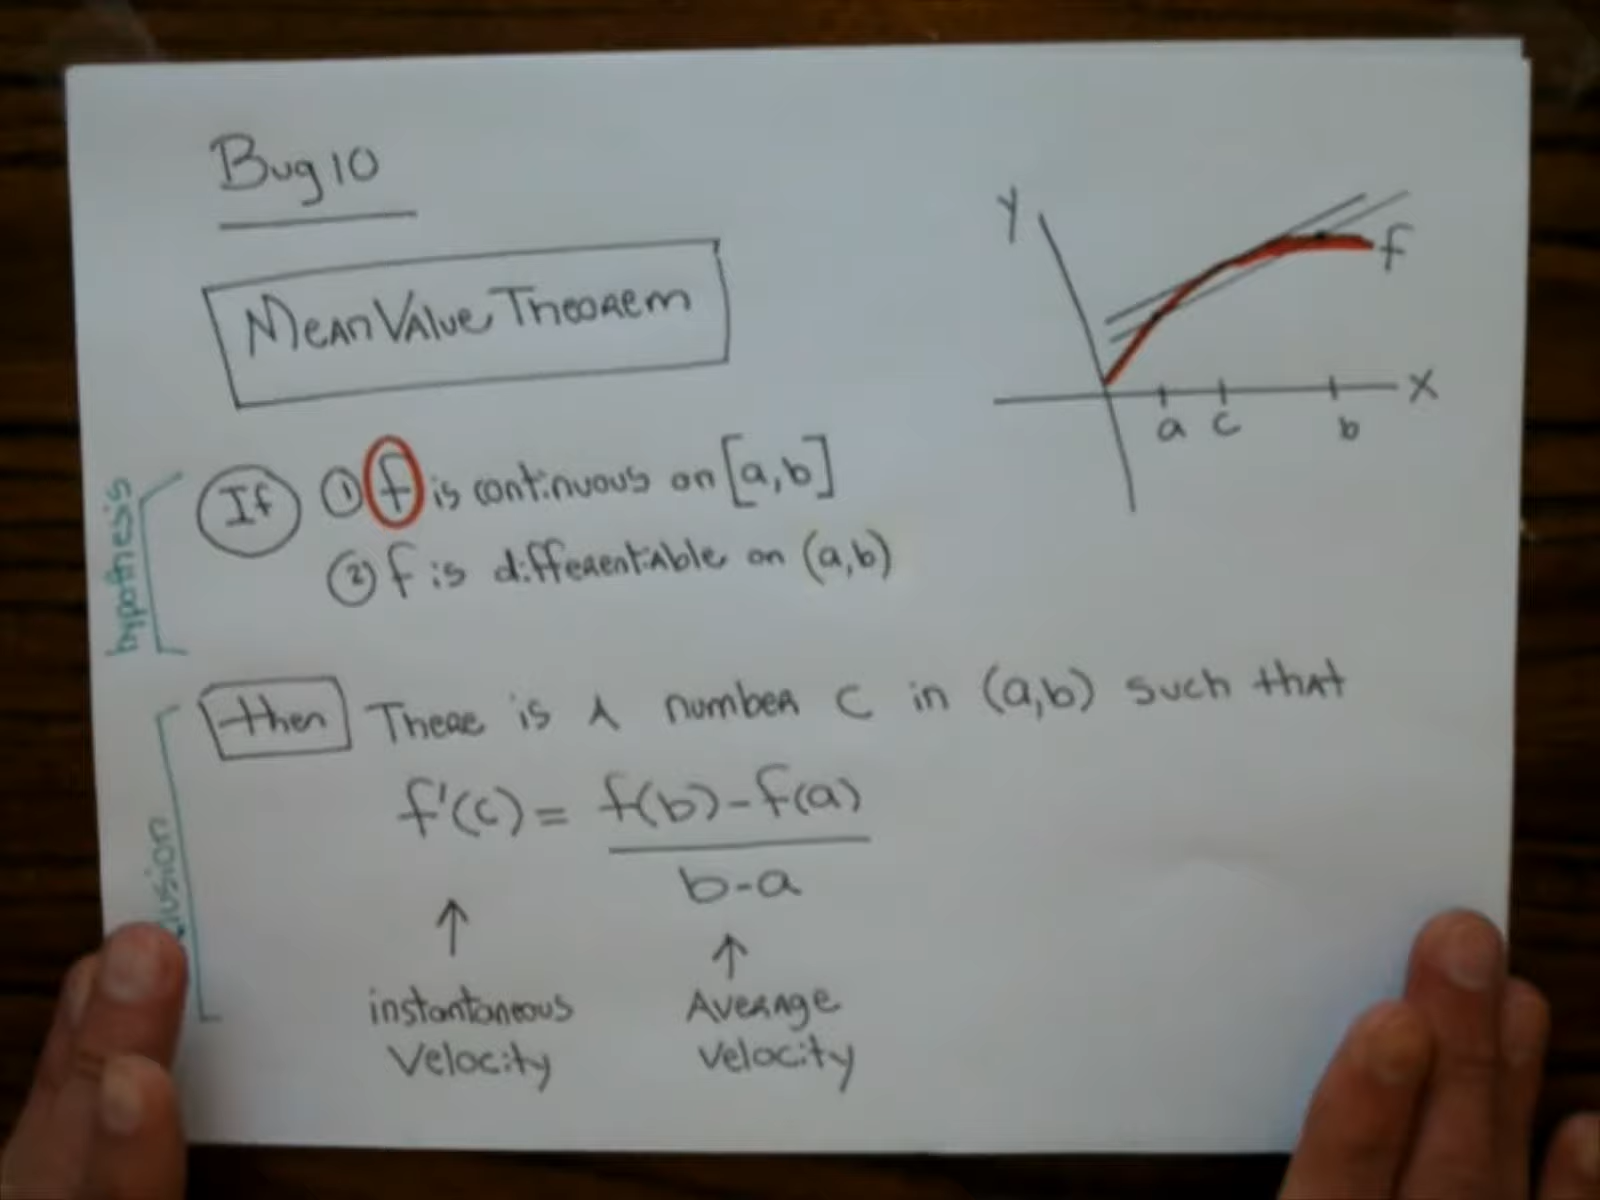 Bug 10
Mean Value Theorem
Y
f
X
a c b
hypothesis
If ① f is continuous on [a,b]
② f is differentiable on (a,b)
then There is a number c in (a,b) such that
f'(c) = f(b)-f(a)
b-a
↑ ↑
instantaneous Average
Velocity Velocity